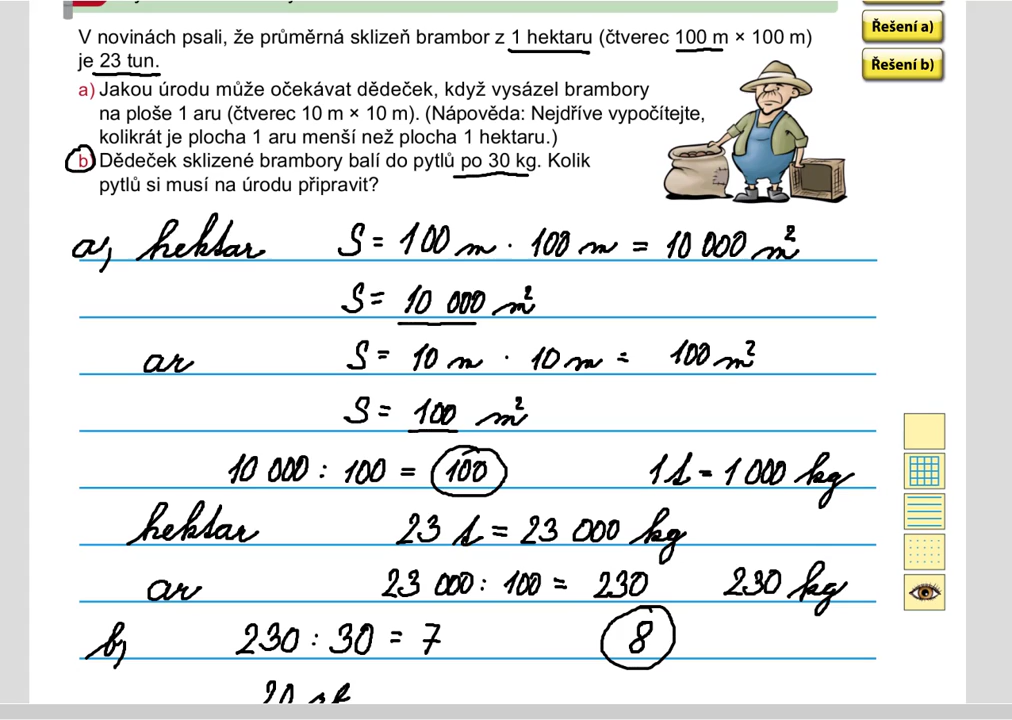 Řešení a)
V novinách psali, že průměrná sklizeň brambor z 1 hektaru (čtverec 100 m × 100 m)
je 23 tun.
Řešení b)
a) Jakou úrodu může očekávat dědeček, když vysázel brambory
na ploše 1 aru (čtverec 10 m × 10 m). (Nápověda: Nejdříve vypočítejte,
kolikrát je plocha 1 aru menší než plocha 1 hektaru.)
b) Dědeček sklizené brambory balí do pytlů po 30 kg. Kolik
pytlů si musí na úrodu připravit?
a, hektar S = 100 m · 100 m = 10 000 m²
S = 10 000 m²
ar S = 10 m · 10 m = 100 m²
S = 100 m²
10 000 : 100 = 100 1 t = 1 000 kg
hektar 23 t = 23 000 kg
ar 23 000 : 100 = 230 230 kg
b, 230 : 30 = 7 8